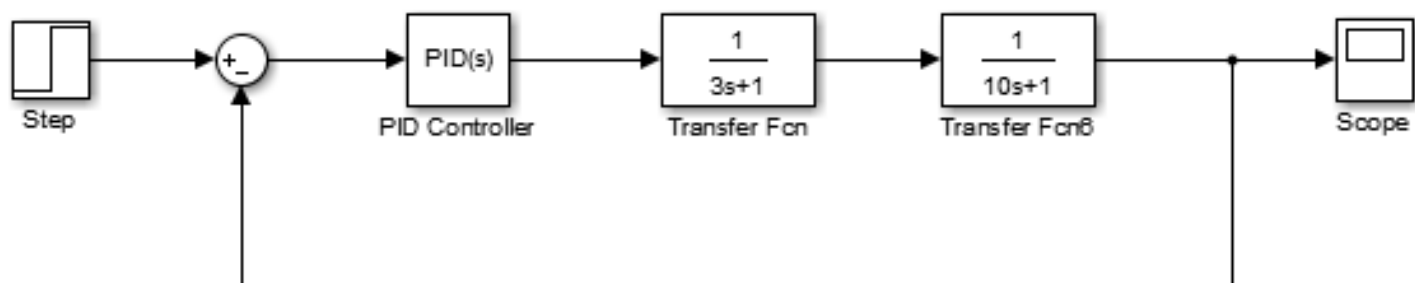 +
−
PID(s)
1
3s+1
1
10s+1
Step
PID Controller
Transfer Fcn
Transfer Fcn6
Scope